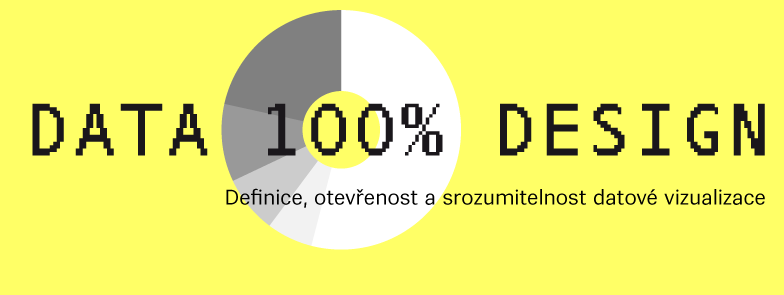 DATA 100% DESIGN
Definice, otevřenost a srozumitelnost datové vizualizace